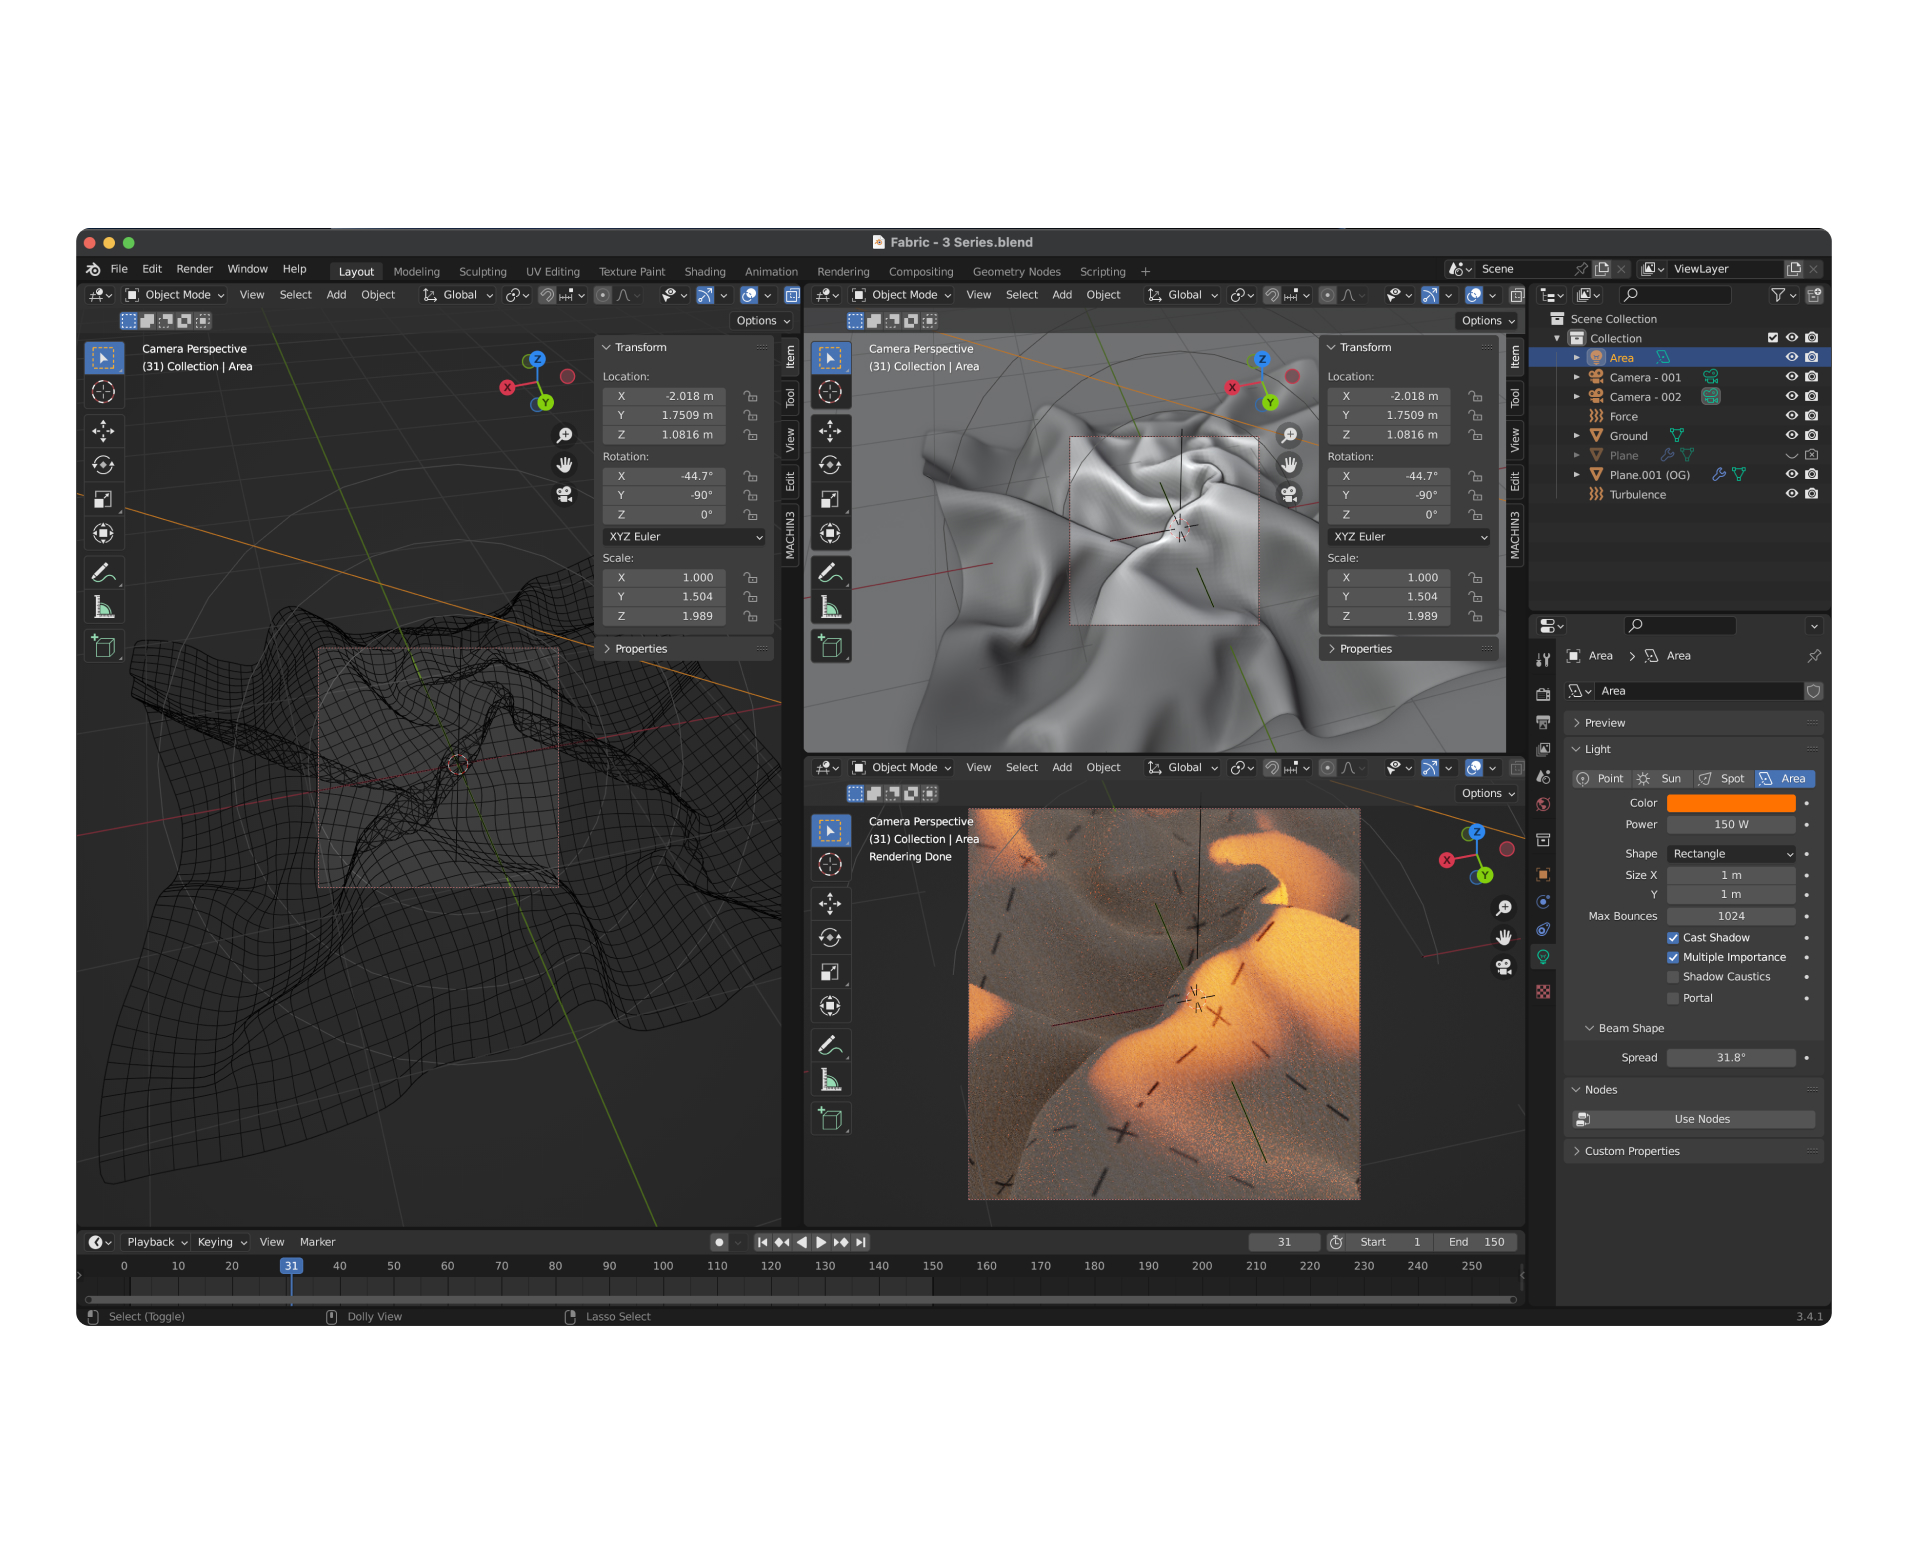 Fabric - 3 Series.blend
File Edit Render Window Help
Layout Modeling Sculpting UV Editing Texture Paint Shading Animation Rendering Compositing Geometry Nodes Scripting +
Scene
ViewLayer
Object Mode View Select Add Object Global
Options
Camera Perspective
(31) Collection | Area
Z
X
Y
Transform
Location:
X -2.018 m
Y 1.7509 m
Z 1.0816 m
Rotation:
X -44.7°
Y -90°
Z 0°
XYZ Euler
Scale:
X 1.000
Y 1.504
Z 1.989
Properties
Item
Tool
View
Edit
MACHIN3
Object Mode View Select Add Object Global
Options
Camera Perspective
(31) Collection | Area
Z
X
Y
Transform
Location:
X -2.018 m
Y 1.7509 m
Z 1.0816 m
Rotation:
X -44.7°
Y -90°
Z 0°
XYZ Euler
Scale:
X 1.000
Y 1.504
Z 1.989
Properties
Item
Tool
View
Edit
MACHIN3
Object Mode View Select Add Object Global
Options
Camera Perspective
(31) Collection | Area
Rendering Done
Z
X
Y
Scene Collection
Collection
Area
Camera - 001
Camera - 002
Force
Ground
Plane
Plane.001 (OG)
Turbulence
Area > Area
Area
Preview
Light
Point Sun Spot Area
Color
Power 150 W
Shape Rectangle
Size X 1 m
Y 1 m
Max Bounces 1024
Cast Shadow
Multiple Importance
Shadow Caustics
Portal
Beam Shape
Spread 31.8°
Nodes
Use Nodes
Custom Properties
Playback Keying View Marker
31 Start 1 End 150
0 10 20 31 40 50 60 70 80 90 100 110 120 130 140 150 160 170 180 190 200 210 220 230 240 250
Select (Toggle) Dolly View Lasso Select 3.4.1